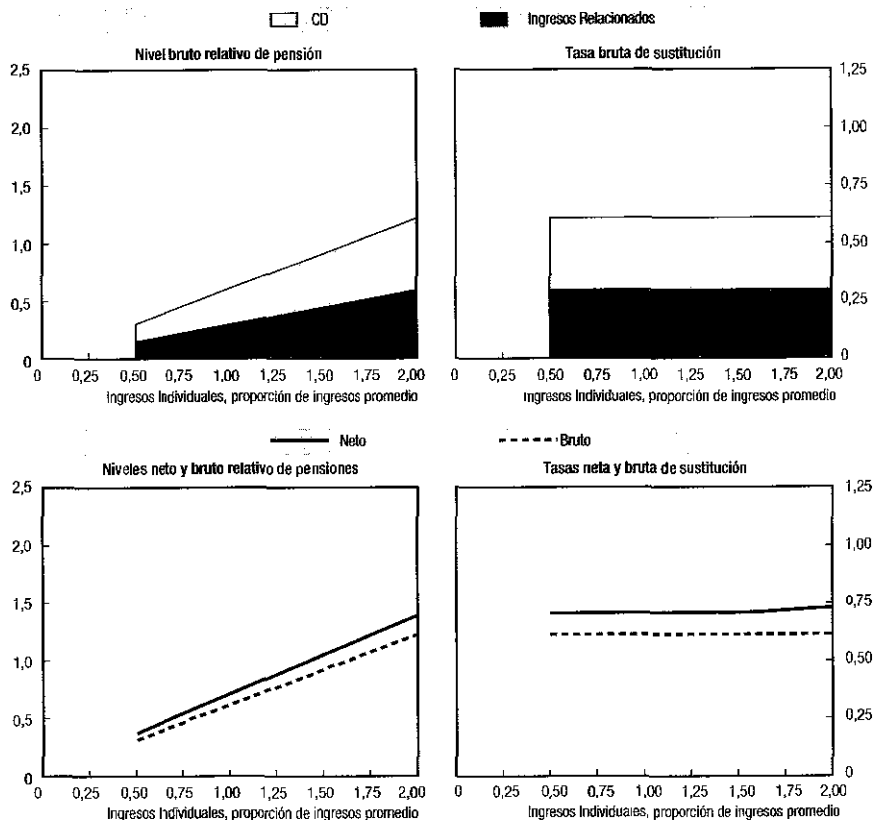 CD Ingresos Relacionados
Nivel bruto relativo de pensión
2,5
2,0
1,5
1,0
0,5
0
0 0,25 0,50 0,75 1,00 1,25 1,50 1,75 2,00
Ingresos Individuales, proporción de ingresos promedio
Tasa bruta de sustitución
1,25
1,00
0,75
0,50
0,25
0
0 0,25 0,50 0,75 1,00 1,25 1,50 1,75 2,00
Ingresos Individuales, proporción de ingresos promedio
Neto Bruto
Niveles neto y bruto relativo de pensiones
2,5
2,0
1,5
1,0
0,5
0
0 0,25 0,50 0,75 1,00 1,25 1,50 1,75 2,00
Ingresos Individuales, proporción de ingresos promedio
Tasas neta y bruta de sustitución
1,25
1,00
0,75
0,50
0,25
0
0 0,25 0,50 0,75 1,00 1,25 1,50 1,75 2,00
Ingresos Individuales, proporción de ingresos promedio